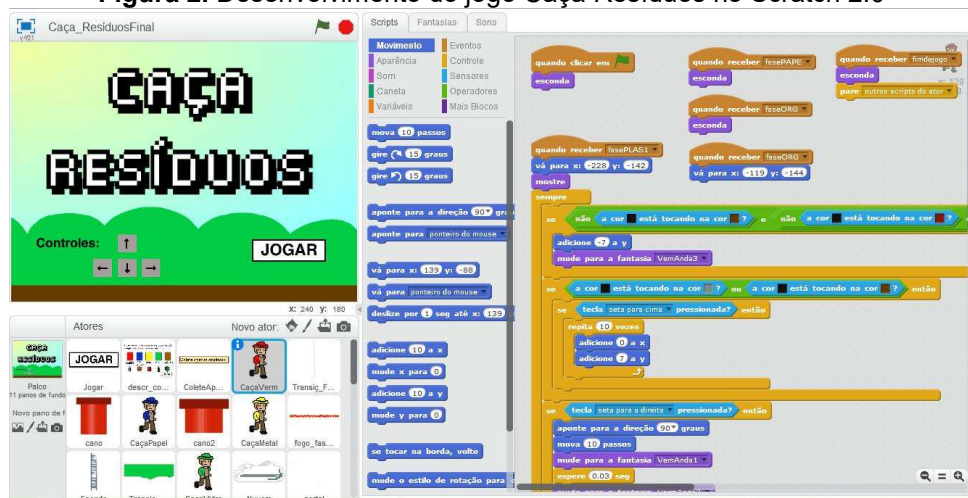 Figura 2: Desenvolvimento do jogo Caça Resíduos no Scratch 2.0
Caça_ResíduosFinal
v461
CAÇA
RESÍDUOS
Controles:
JOGAR
X: 240 y: 180
Atores
Novo ator:
CAÇA
RESÍDUOS
Palco
11 panos de fundo
Novo pano de f
JOGAR
Jogar
descr_co...
ColeteAp...
CaçaVerm
Transiç_F...
cano
CaçaPapel
cano2
CaçaMetal
fogo_fas...
Scripts
Fantasias
Sons
Movimento
Eventos
Aparência
Controle
Som
Sensores
Caneta
Operadores
Variáveis
Mais Blocos
mova 10 passos
gire 15 graus
gire 15 graus
aponte para a direção 90 gra
aponte para ponteiro do mouse
vá para x: 139 y: -88
vá para ponteiro do mouse
deslize por 1 seg até x: 139
adicione 10 a x
mude x para 0
adicione 10 a y
mude y para 0
se tocar na borda, volte
mude o estilo de rotação para
quando clicar em
esconda
quando receber fasePAPE
esconda
quando receber fimdejogo
esconda
pare outros scripts do ator
quando receber faseORG
esconda
quando receber fasePLAS1
vá para x: -228 y: -142
mostre
sempre
quando receber faseORG
vá para x: -119 y: -144
se não a cor está tocando na cor ? e não a cor está tocando na cor ?
adicione -7 a y
mude para a fantasia VemAnda3
se a cor está tocando na cor ? ou a cor está tocando na cor ? então
se tecla seta para cima pressionada? então
repita 10 vezes
adicione 0 a x
adicione 7 a y
se tecla seta para a direita pressionada? então
aponte para a direção 90 graus
mova 10 passos
mude para a fantasia VemAnda1
espere 0.03 seg